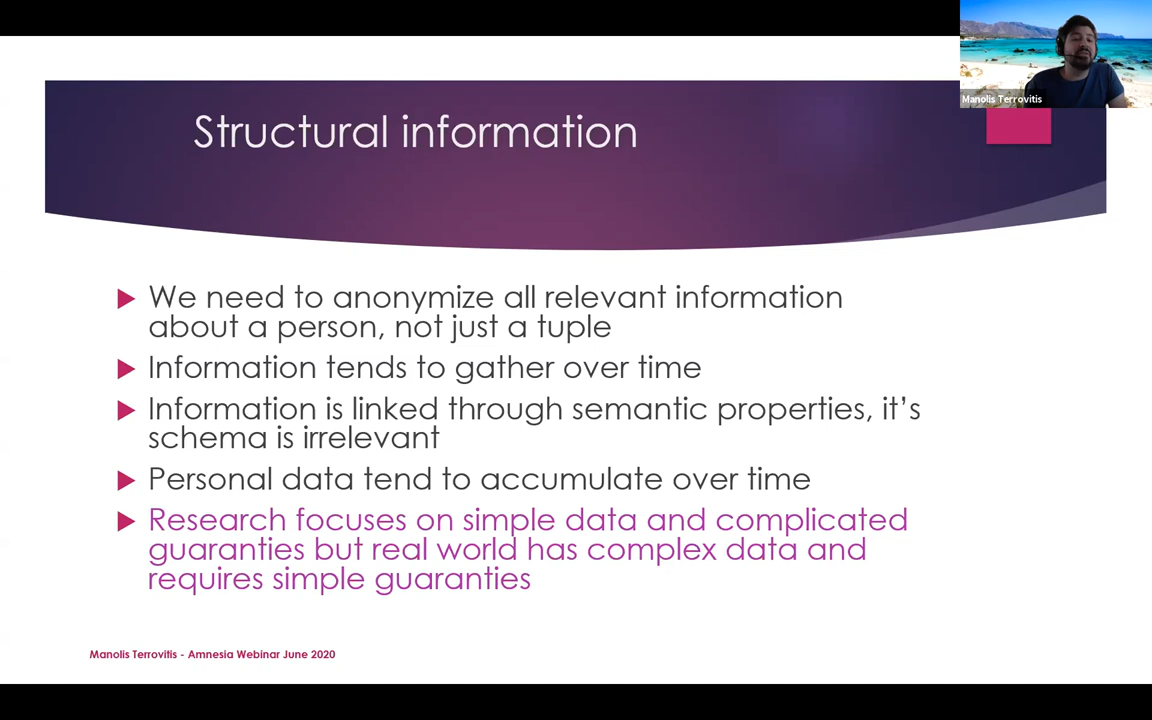 Manolis Terrovitis
Structural information
We need to anonymize all relevant information
about a person, not just a tuple
Information tends to gather over time
Information is linked through semantic properties, it’s
schema is irrelevant
Personal data tend to accumulate over time
Research focuses on simple data and complicated
guaranties but real world has complex data and
requires simple guaranties
Manolis Terrovitis - Amnesia Webinar June 2020